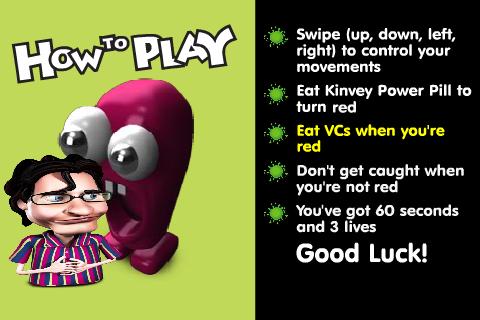 How To Play
Swipe (up, down, left,
right) to control your
movements
Eat Kinvey Power Pill to
turn red
Eat VCs when you're
red
Don't get caught when
you're not red
You've got 60 seconds
and 3 lives
Good Luck!